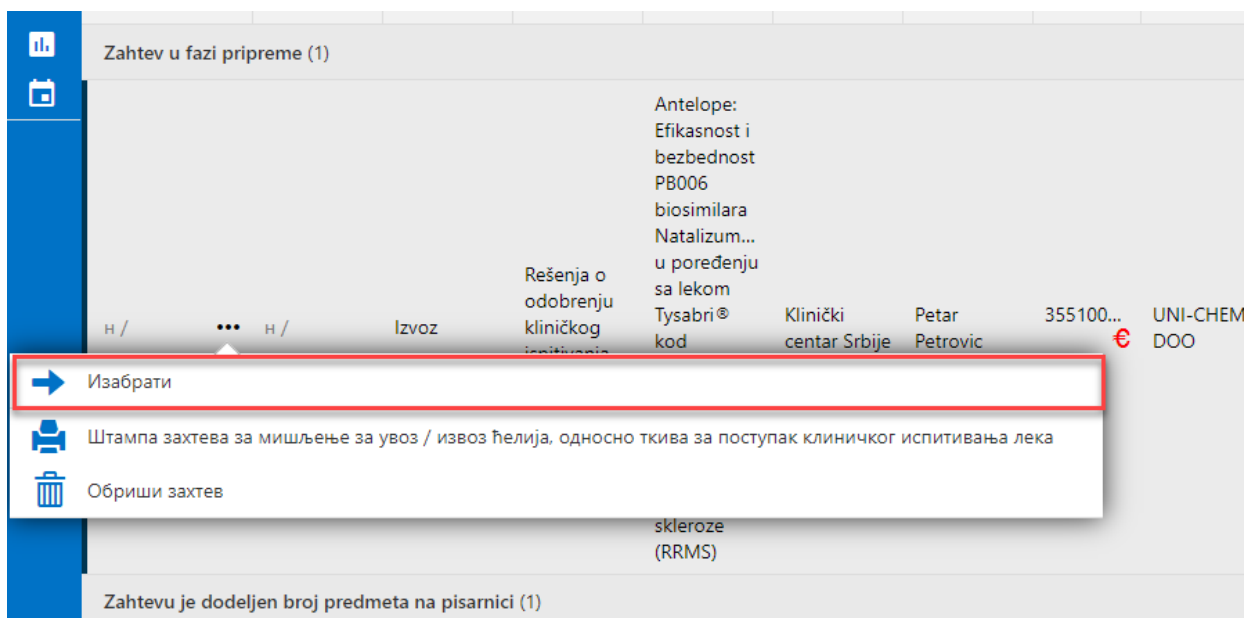 Zahtev u fazi pripreme (1)
Antelope:
Efikasnost i
bezbednost
PB006
biosimilara
Natalizum...
u poređenju
sa lekom
Tysabri®
kod
Rešenja o
odobrenju
kliničkog
ispitivanja
н /
•••
н /
Izvoz
Klinički
centar Srbije
Petar
Petrovic
355100...
€
UNI-CHEM
DOO
Изабрати
Штампа захтева за мишљење за увоз / извоз ћелија, односно ткива за поступак клиничког испитивања лека
Обриши захтев
skleroze
(RRMS)
Zahtevu je dodeljen broj predmeta na pisarnici (1)